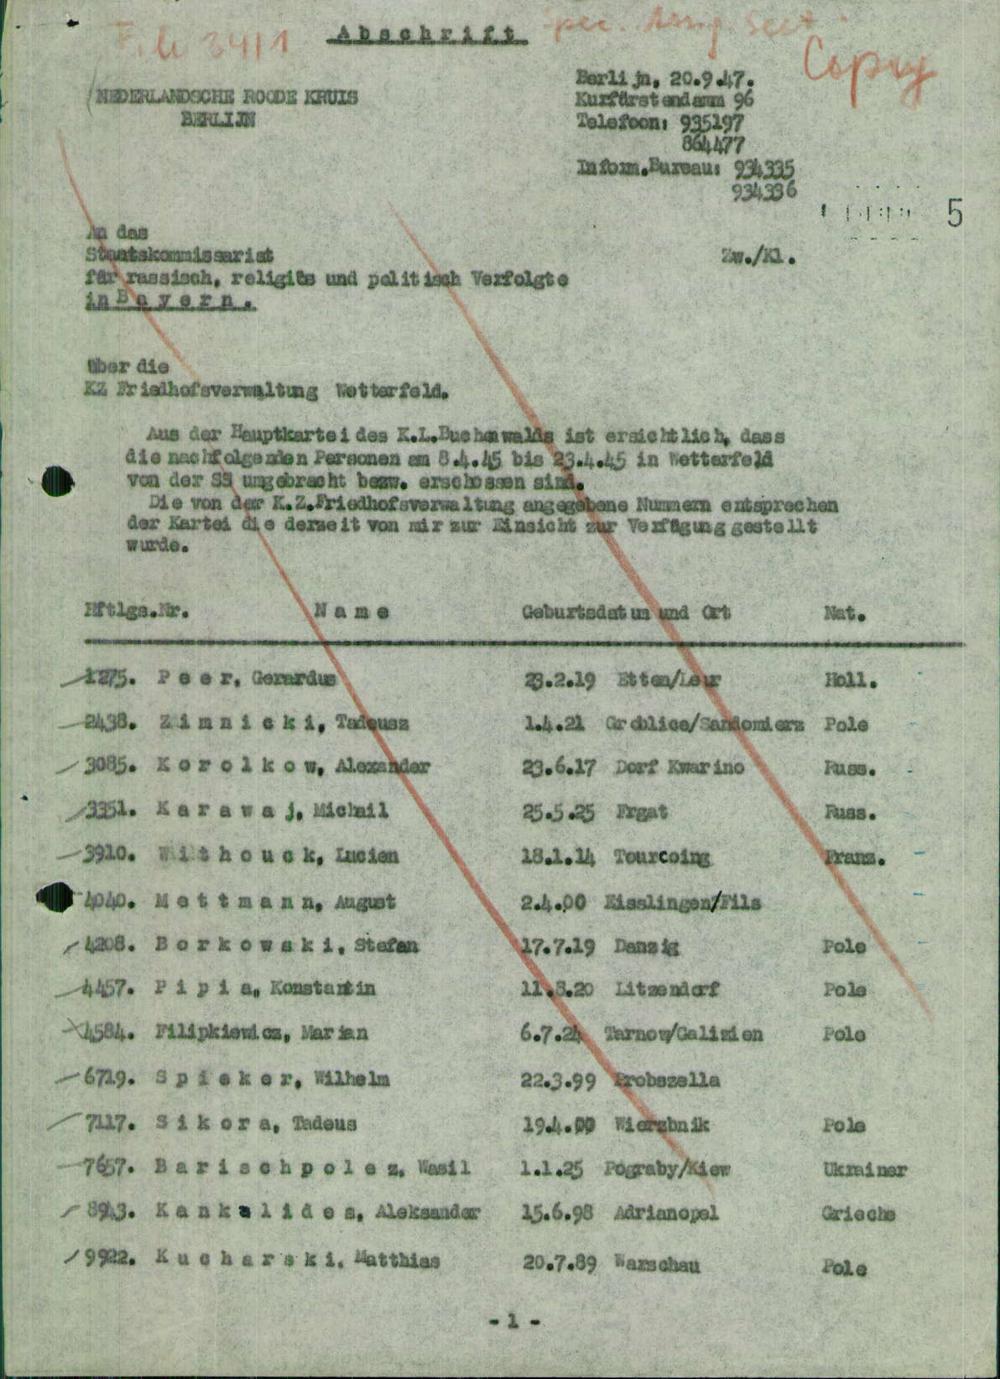 File 3411
Spec. Assg. Sect.
Copy
Abschrift
NEDERLANDSCHE ROODE KRUIS
BERLIJN
Berlijn, 20.9.47.
Kurfürstendamm 96
Telefoon: 935197
864477
Inform.Bureau: 934335
934336
5
An das
Staatskommissariat
für rassisch, religiös und politisch Verfolgte
in Bayern.
Zw./Kl.
über die
KZ Friedhofsverwaltung Wetterfeld.
Aus der Hauptkartei des K.L.Buchenwalds ist ersichtlich, dass
die nachfolgenden Personen am 8.4.45 bis 23.4.45 in Wetterfeld
von der SS umgebracht bezw. erschossen sind.
Die von der K.Z.Friedhofsverwaltung angegebene Nummern entsprechen
der Kartei die derzeit von mir zur Einsicht zur Verfügung gestellt
wurde.
Hftlgs.Nr. Name Geburtsdatum und Ort Nat.
1275. Peer, Gerardus 23.2.19 Etten/Leur Holl.
2438. Zimnicki, Tadeusz 1.4.21 Groblice/Sandomierz Pole
3085. Korolkow, Alexander 23.6.17 Dorf Kwarino Russ.
3351. Karawaj, Michail 25.5.25 Frgat Russ.
3910. Withouck, Lucien 18.1.14 Tourcoing Franz.
4040. Mettmann, August 2.4.00 Eisslingen/Fils
4208. Borkowski, Stefan 17.7.19 Danzig Pole
4457. Pipia, Konstantin 11.8.20 Litzendorf Pole
4584. Filipkiewicz, Marian 6.7.24 Tarnow/Galizien Pole
6719. Spieker, Wilhelm 22.3.99 Probszella
7117. Sikora, Tadeus 19.4.00 Wierzbnik Pole
7657. Barischpolez, Wasil 1.1.25 Pograby/Kiew Ukrainer
8943. Kankalides, Aleksander 15.6.98 Adrianopel Grieche
9922. Kucharski, Matthias 20.7.89 Warschau Pole
- 1 -